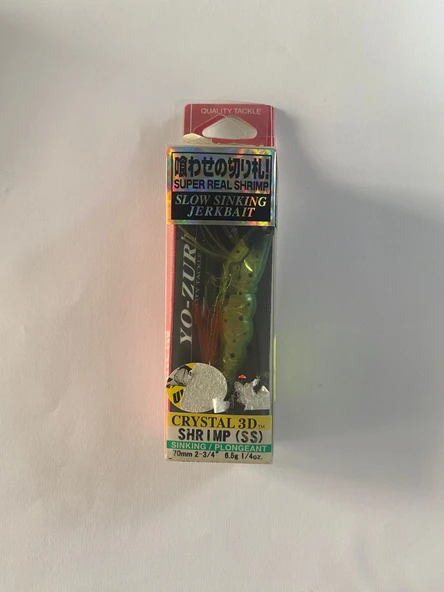 QUALITY TACKLE
喰わせの切り札!
SUPER REAL SHRIMP
SLOW SINKING
JERKBAIT
YO-ZURI
CRYSTAL 3D™
SHRIMP (SS)
SINKING / PLONGEANT
70mm 2-3/4" 6.5g 1/4oz.